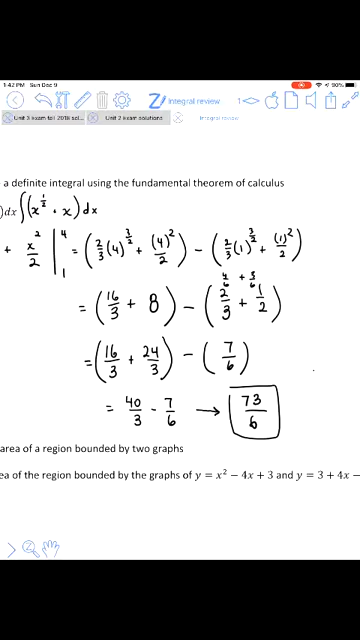 1:42 PM Sun Dec 9 90%
Integral review
Unit 3 exam fall 2018 sol... Unit 2 Exam solutions Integral review
a definite integral using the fundamental theorem of calculus
)dx ∫(x^{1/2} + x) dx
+ x²/2 |₁⁴ = (2/3 (4)^{3/2} + (4)²/2) - (2/3 (1)^{3/2} + (1)²/2)
4/6 + 3/6
= (16/3 + 8) - (2/3 + 1/2)
= (16/3 + 24/3) - (7/6)
= 40/3 - 7/6 → 73/6
area of a region bounded by two graphs
ea of the region bounded by the graphs of y = x² − 4x + 3 and y = 3 + 4x −